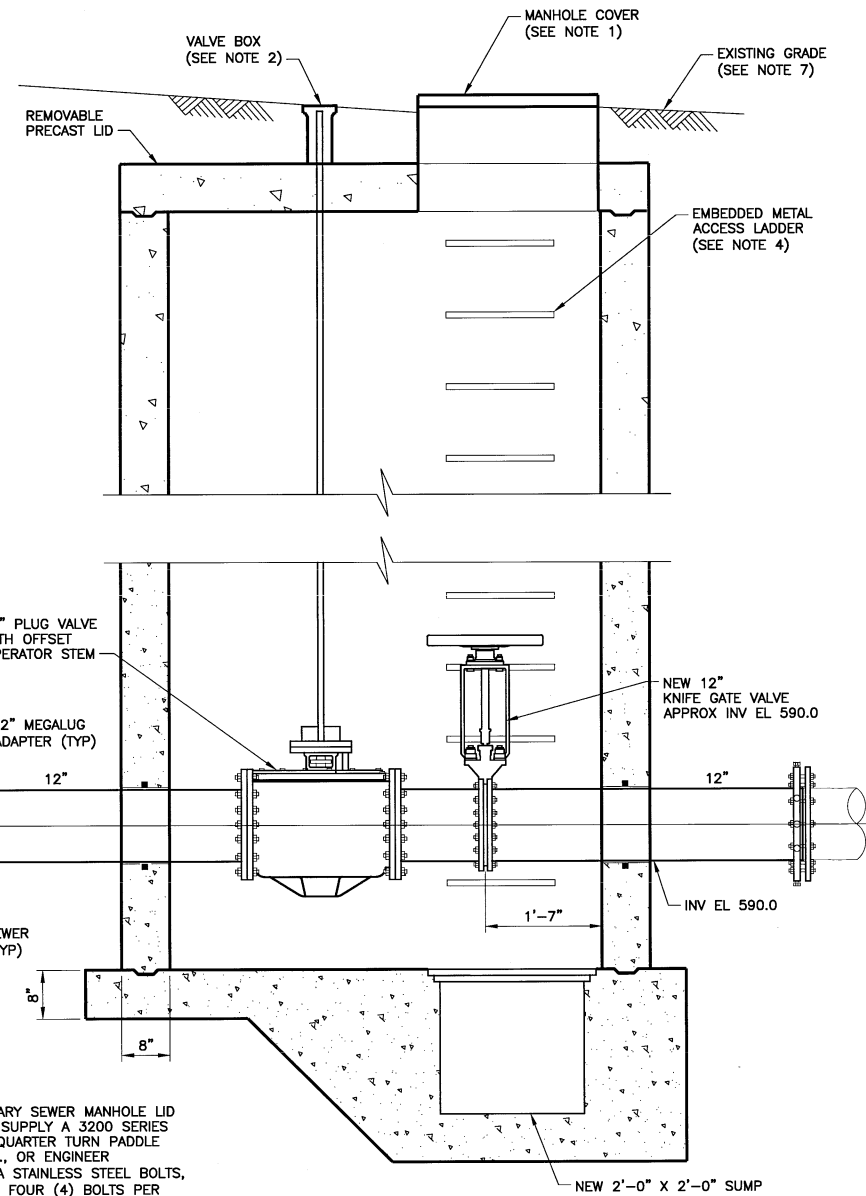 MANHOLE COVER
(SEE NOTE 1)
VALVE BOX
(SEE NOTE 2)
EXISTING GRADE
(SEE NOTE 7)
REMOVABLE
PRECAST LID
EMBEDDED METAL
ACCESS LADDER
(SEE NOTE 4)
" PLUG VALVE
TH OFFSET
PERATOR STEM
NEW 12"
KNIFE GATE VALVE
APPROX INV EL 590.0
2" MEGALUG
ADAPTER (TYP)
12"
12"
INV EL 590.0
1'-7"
EWER
YP)
8"
8"
ARY SEWER MANHOLE LID
SUPPLY A 3200 SERIES
QUARTER TURN PADDLE
L, OR ENGINEER
A STAINLESS STEEL BOLTS,
FOUR (4) BOLTS PER
NEW 2'-0" X 2'-0" SUMP